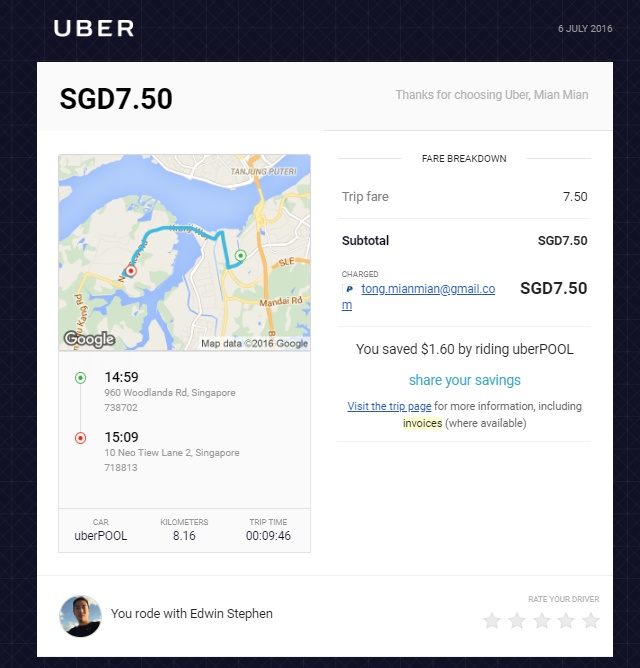 UBER
6 JULY 2016
SGD7.50
Thanks for choosing Uber, Mian Mian
TANJUNG PUTERI
SLE
Mandai Rd
Google
Map data ©2016 Google
14:59
960 Woodlands Rd, Singapore
738702
15:09
10 Neo Tiew Lane 2, Singapore
718813
CAR
KILOMETERS
TRIP TIME
uberPOOL
8.16
00:09:46
FARE BREAKDOWN
Trip fare 7.50
Subtotal SGD7.50
CHARGED
tong.mianmian@gmail.co
m
SGD7.50
You saved $1.60 by riding uberPOOL
share your savings
Visit the trip page for more information, including
invoices (where available)
You rode with Edwin Stephen
RATE YOUR DRIVER